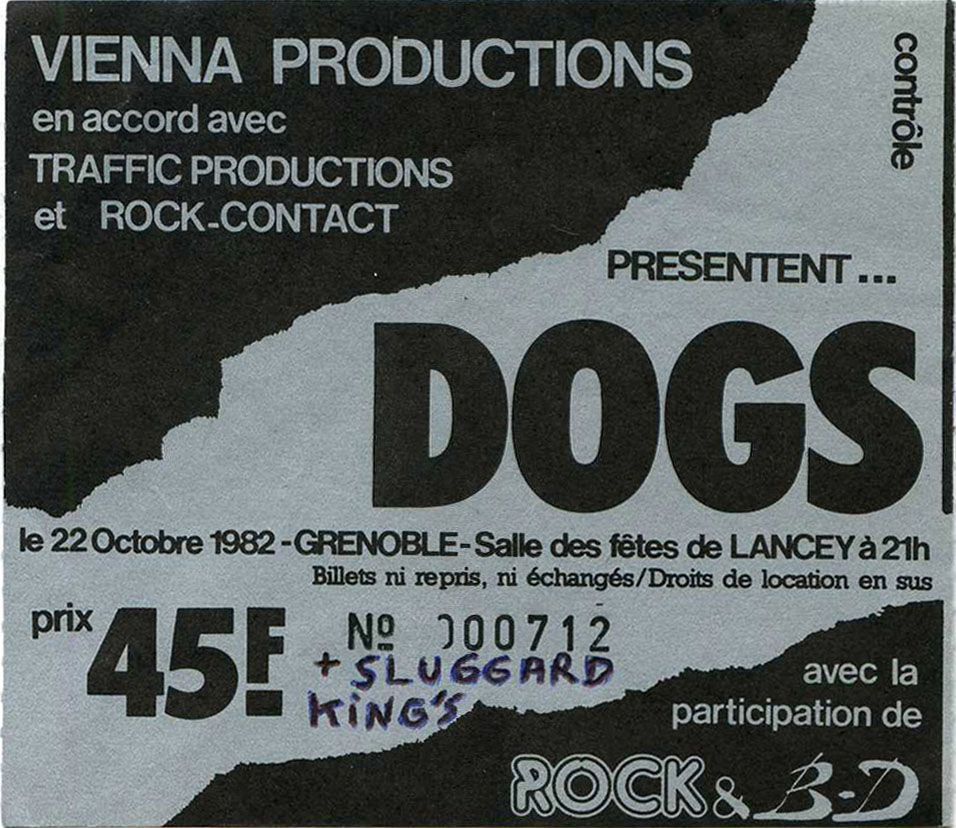 VIENNA PRODUCTIONS
en accord avec
TRAFFIC PRODUCTIONS
et ROCK-CONTACT
contrôle
PRESENTENT...
DOGS
le 22 Octobre 1982 - GRENOBLE - Salle des fêtes de LANCEY à 21h
Billets ni repris, ni échangés/Droits de location en sus
prix 45F
Nº 000712
+ SLUGGARD
KiNG'S
avec la
participation de
ROCK & B-D